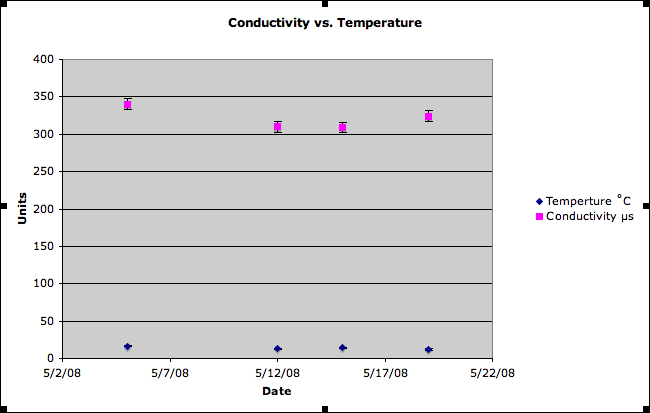 Conductivity vs. Temperature
400
350
300
250
200
150
100
50
0
Units
5/2/08 5/7/08 5/12/08 5/17/08 5/22/08
Date
Temperture °C
Conductivity µs